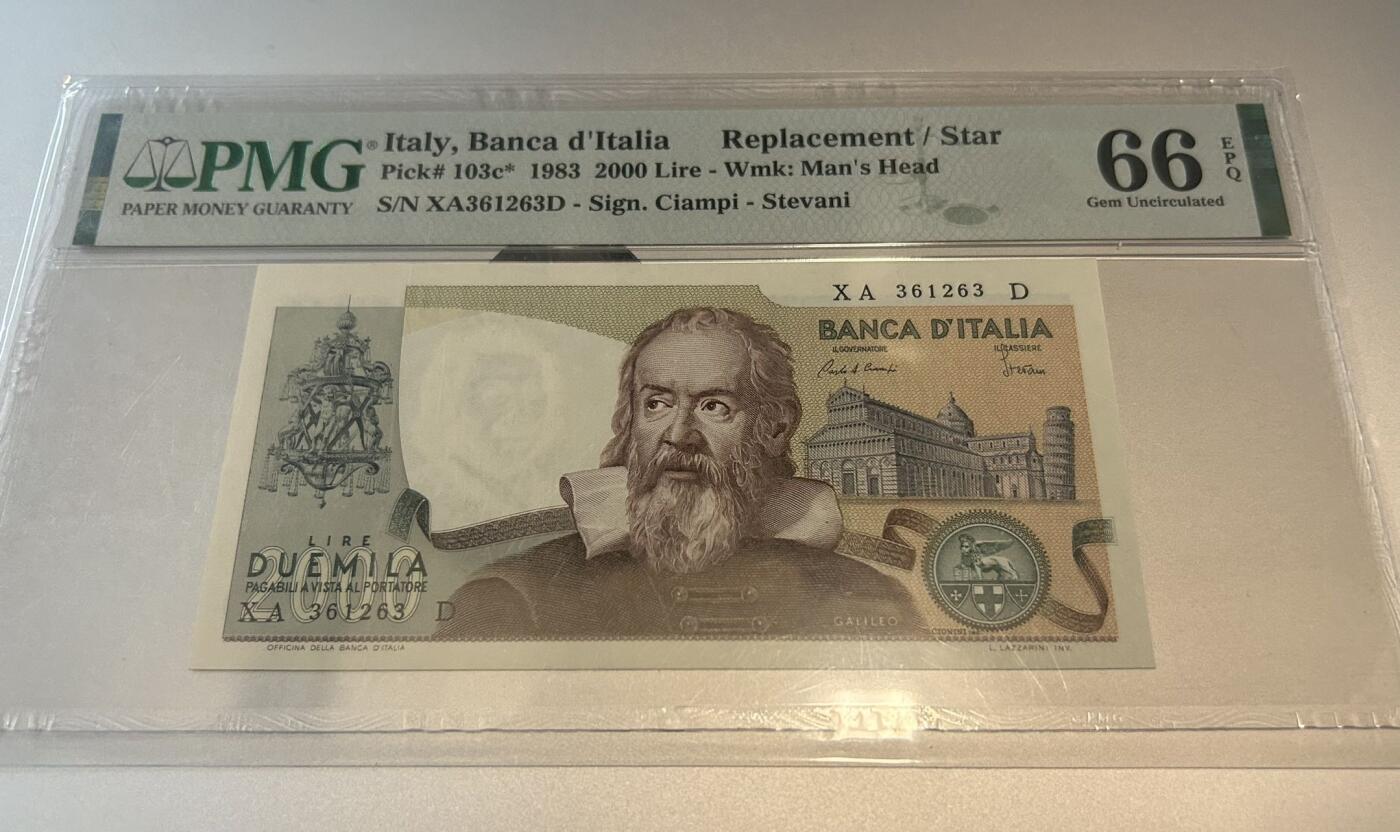 PMG®
PAPER MONEY GUARANTY
Italy, Banca d'Italia Replacement / Star
Pick# 103c* 1983 2000 Lire - Wmk: Man's Head
S/N XA361263D - Sign. Ciampi - Stevani
66
EPQ
Gem Uncirculated
XA 361263 D
BANCA D'ITALIA
IL GOVERNATORE
IL CASSIERE
LIRE
DUEMILA
2000
PAGABILI A VISTA AL PORTATORE
XA 361263 D
GALILEO
OFFICINA DELLA BANCA D'ITALIA
L. LAZZARINI INV.
PMG